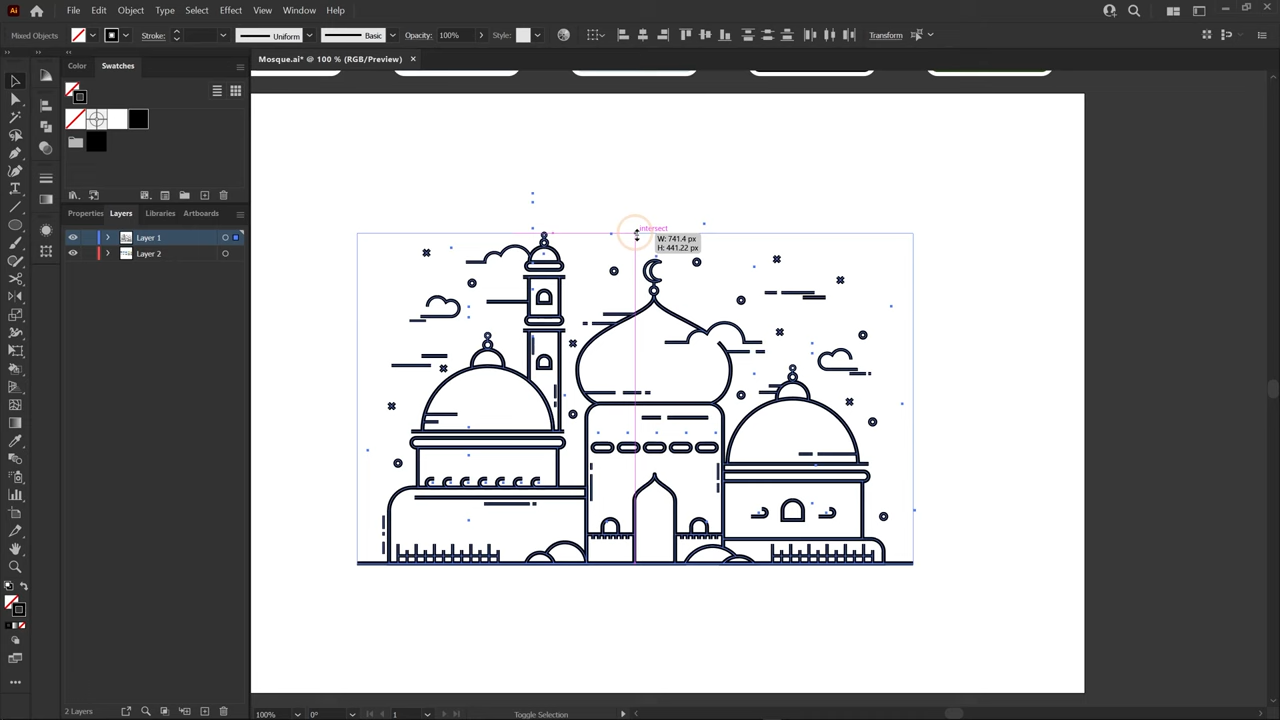 Ai File Edit Object Type Select Effect View Window Help
Mixed Objects Stroke: Uniform Basic Opacity: 100% Style: Transform
Mosque.ai* @ 100 % (RGB/Preview)
Color Swatches
Properties Layers Libraries Artboards
Layer 1
Layer 2
intersect
W: 741.4 px
H: 441.22 px
2 Layers
100% 0° 1 Toggle Selection